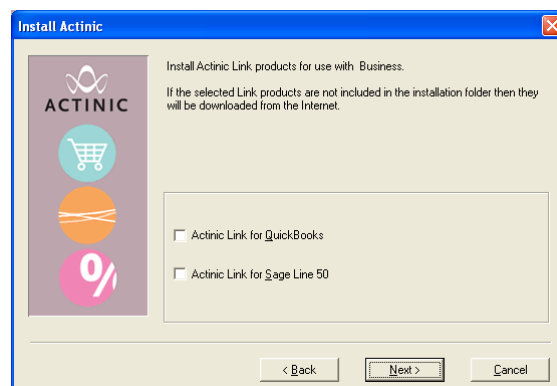 Install Actinic
Install Actinic Link products for use with Business.
If the selected Link products are not included in the installation folder then they
will be downloaded from the Internet.
ACTINIC
%
Actinic Link for QuickBooks
Actinic Link for Sage Line 50
< Back
Next >
Cancel